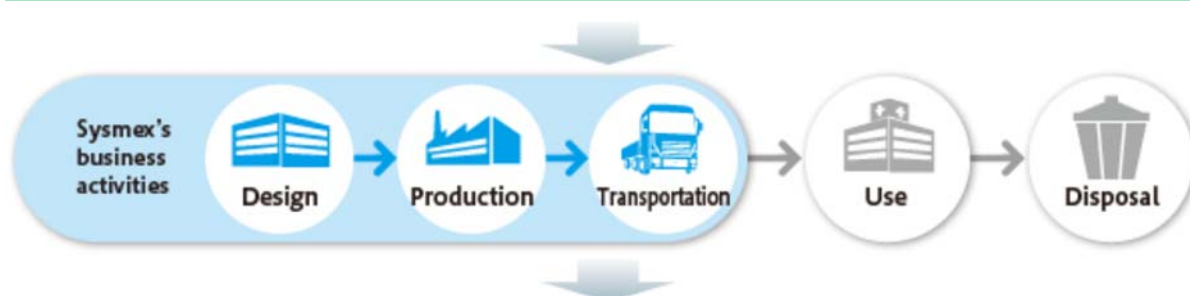 Sysmex's
business
activities
Design
Production
Transportation
Use
Disposal